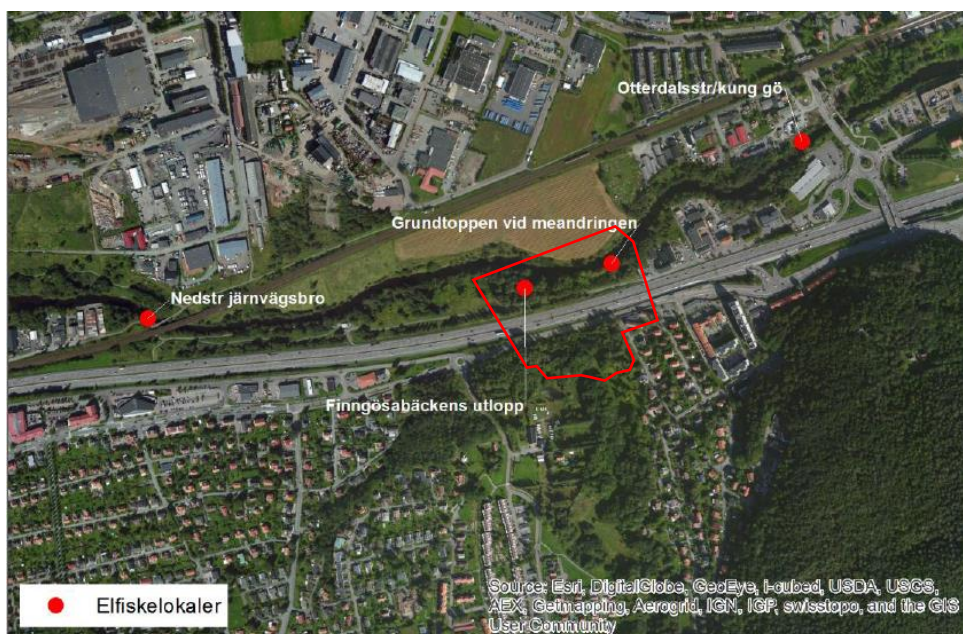 Otterdalsstr/kung gö
Grundtoppen vid meandringen
Nedstr järnvägsbro
Finngösabäckens utlopp
Elfiskelokaler
Source: Esri, DigitalGlobe, GeoEye, i-cubed, USDA, USGS,
AEX, Getmapping, Aerogrid, IGN, IGP, swisstopo, and the GIS
User Community